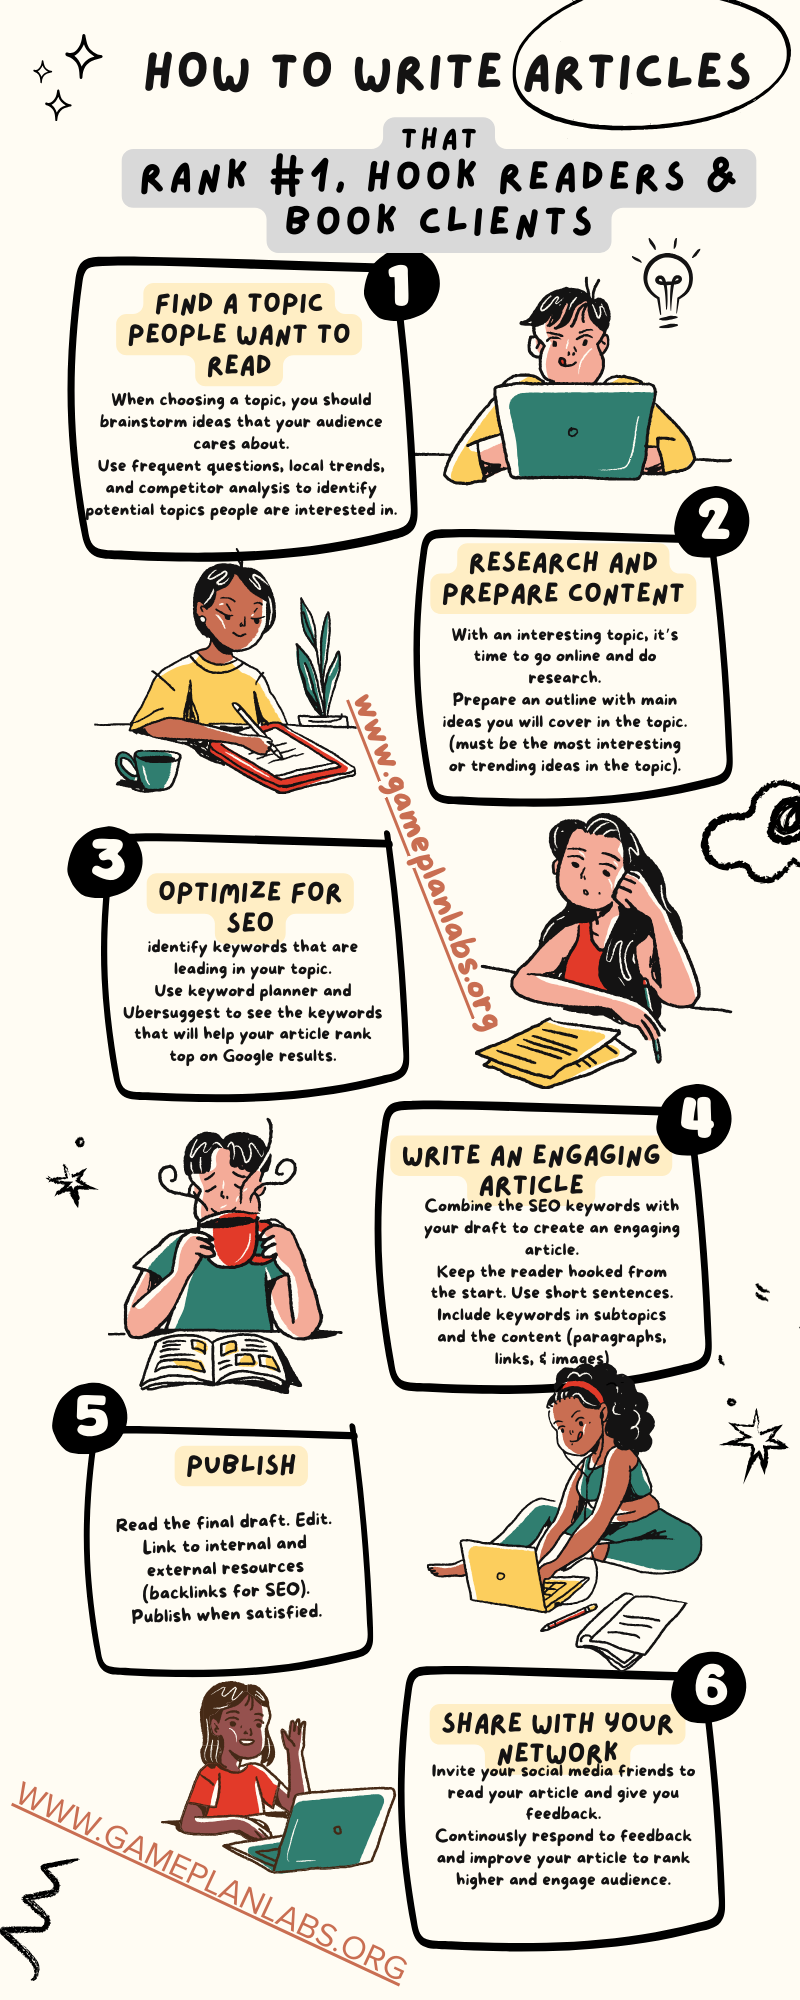 HOW TO WRITE ARTICLES
THAT
RANK #1, HOOK READERS &
BOOK CLIENTS
1
FIND A TOPIC
PEOPLE WANT TO
READ
When choosing a topic, you should
brainstorm ideas that your audience
cares about.
Use frequent questions, local trends,
and competitor analysis to identify
potential topics people are interested in.
2
RESEARCH AND
PREPARE CONTENT
With an interesting topic, it's
time to go online and do
research.
Prepare an outline with main
ideas you will cover in the topic.
(must be the most interesting
or trending ideas in the topic).
www.gameplanlabs.org
3
OPTIMIZE FOR
SEO
identify keywords that are
leading in your topic.
Use keyword planner and
Ubersuggest to see the keywords
that will help your article rank
top on Google results.
4
WRITE AN ENGAGING
ARTICLE
Combine the SEO keywords with
your draft to create an engaging
article.
Keep the reader hooked from
the start. Use short sentences.
Include keywords in subtopics
and the content (paragraphs,
links, & images)
5
PUBLISH
Read the final draft. Edit.
Link to internal and
external resources
(backlinks for SEO).
Publish when satisfied.
6
SHARE WITH YOUR
NETWORK
Invite your social media friends to
read your article and give you
feedback.
Continously respond to feedback
and improve your article to rank
higher and engage audience.
WWW.GAMEPLANLABS.ORG